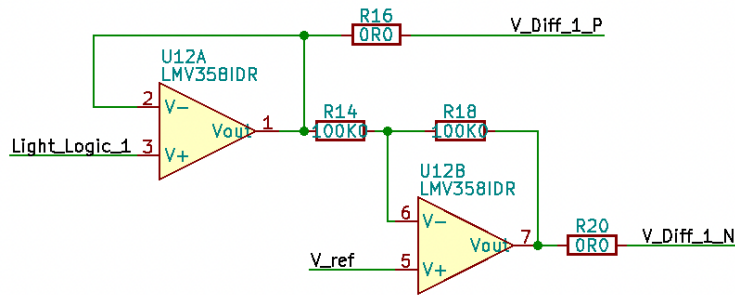 R16
0R0
V_Diff_1_P
U12A
LMV358IDR
2
V-
1
Vout
R14
100K0
R18
100K0
Light_Logic_1
3
V+
U12B
LMV358IDR
6
V-
7
Vout
R20
0R0
V_Diff_1_N
V_ref
5
V+